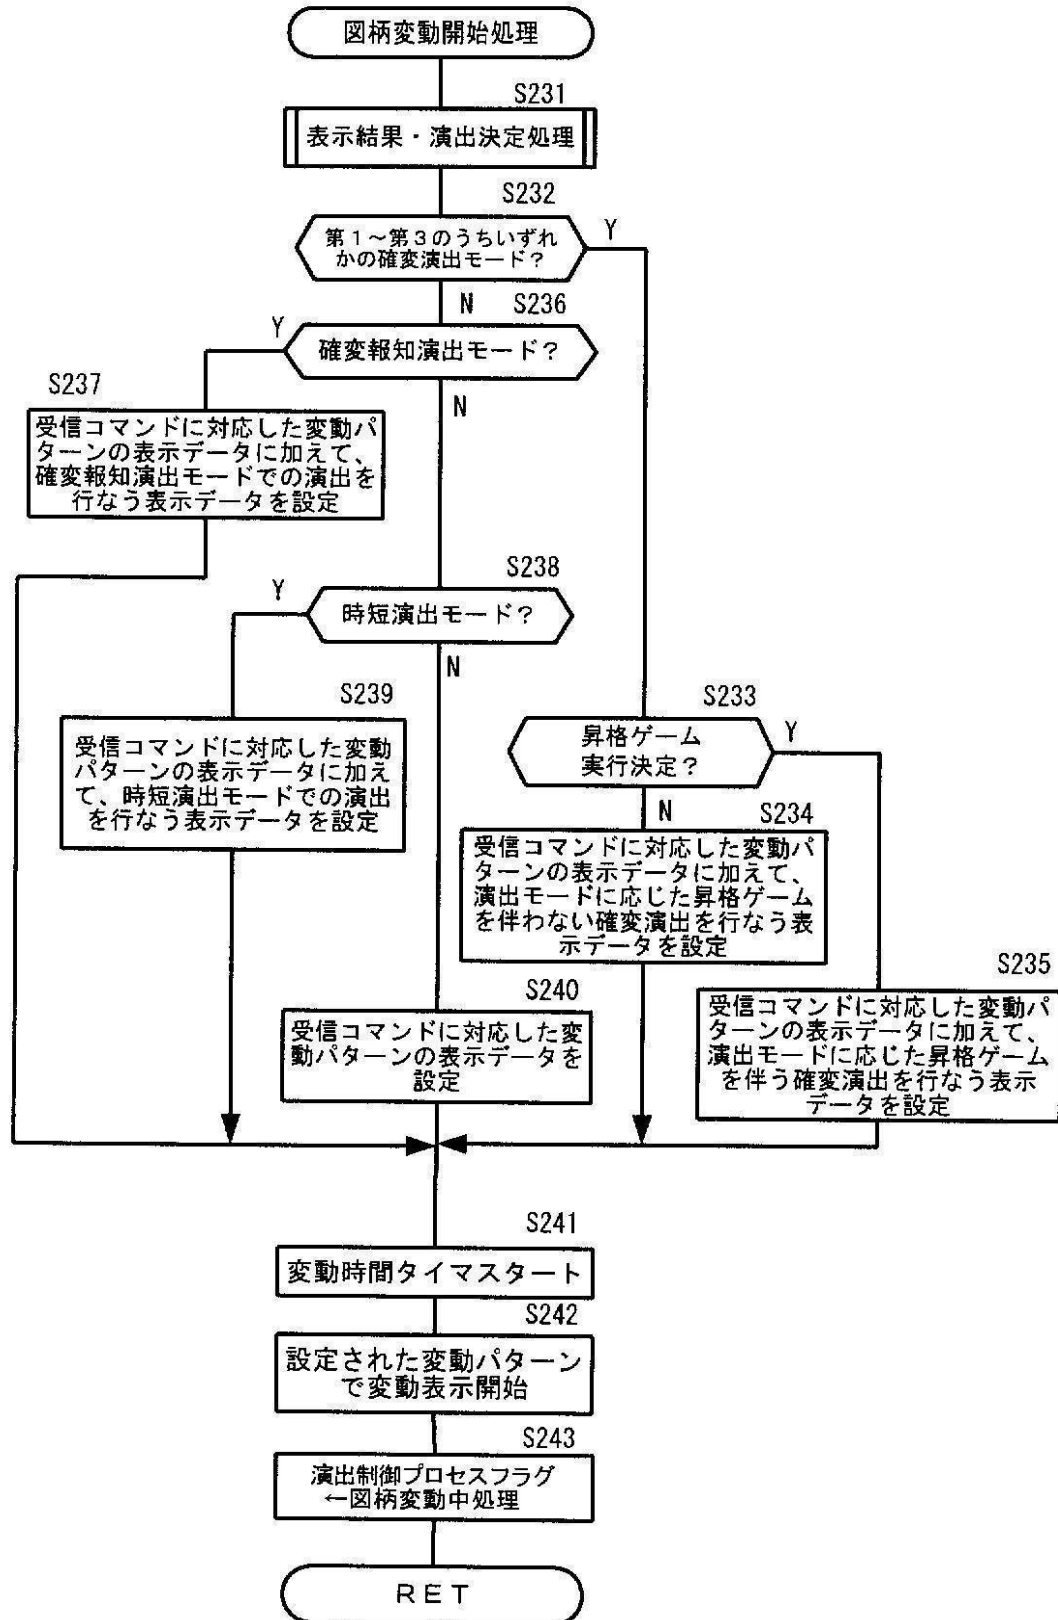 図柄変動開始処理
S231
表示結果・演出決定処理
S232
第1～第3のうちいずれ
かの確変演出モード?
Y
N
S236
Y
確変報知演出モード?
S237
N
受信コマンドに対応した変動パ
ターンの表示データに加えて、
確変報知演出モードでの演出を
行なう表示データを設定
S238
Y
時短演出モード?
N
S239
受信コマンドに対応した変動
パターンの表示データに加え
て、時短演出モードでの演出
を行なう表示データを設定
S233
昇格ゲーム
実行決定?
Y
N
S234
受信コマンドに対応した変動パ
ターンの表示データに加えて、
演出モードに応じた昇格ゲーム
を伴わない確変演出を行なう表
示データを設定
S235
受信コマンドに対応した変動パ
ターンの表示データに加えて、
演出モードに応じた昇格ゲーム
を伴う確変演出を行なう表示
データを設定
S240
受信コマンドに対応した変
動パターンの表示データを
設定
S241
変動時間タイマスタート
S242
設定された変動パターン
で変動表示開始
S243
演出制御プロセスフラグ
←図柄変動中処理
RET